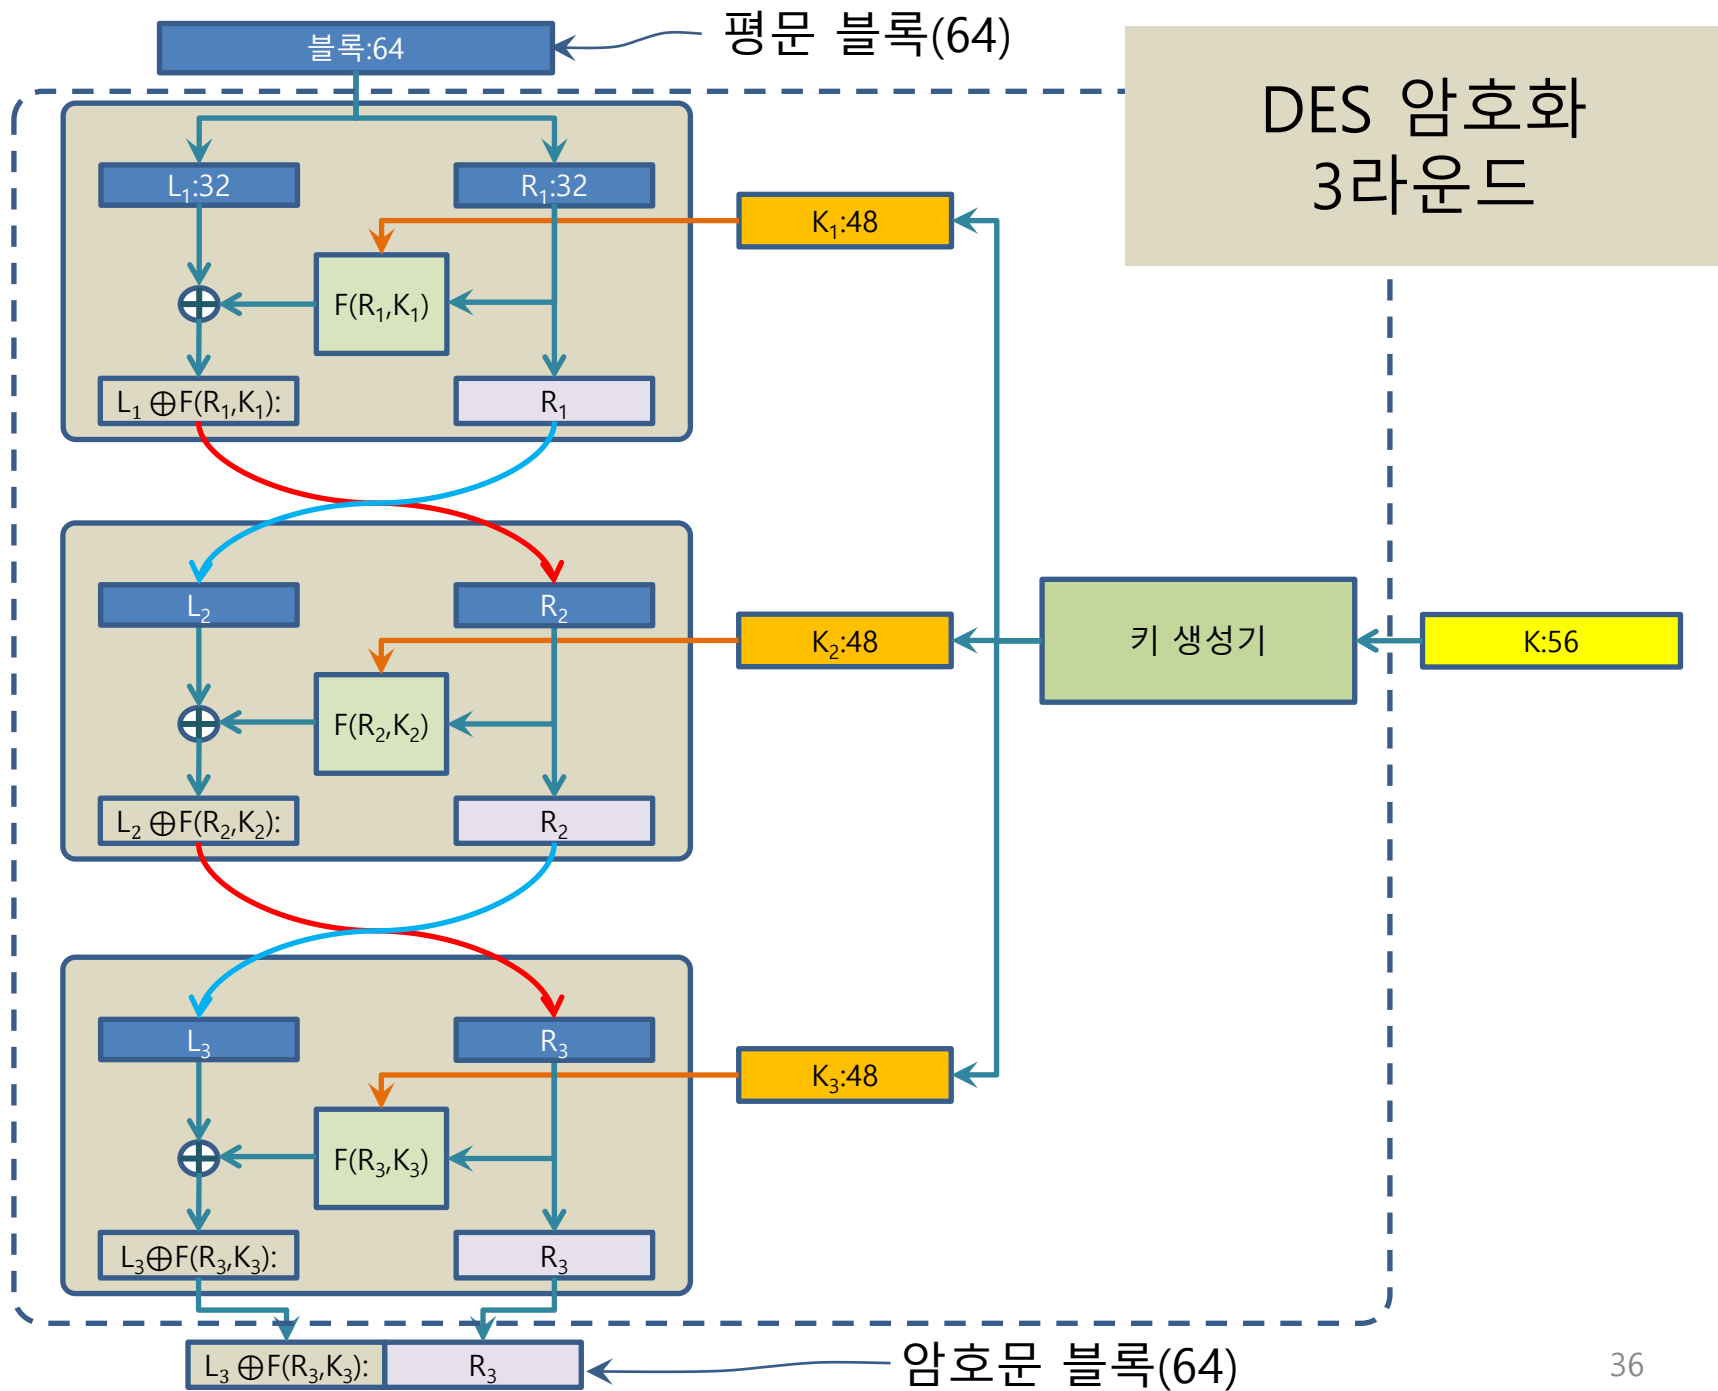 블록:64
평문 블록(64)
DES 암호화
3라운드
L₁:32
R₁:32
K₁:48
F(R₁,K₁)
L₁ ⊕F(R₁,K₁):
R₁
L₂
R₂
K₂:48
키 생성기
K:56
F(R₂,K₂)
L₂ ⊕F(R₂,K₂):
R₂
L₃
R₃
K₃:48
F(R₃,K₃)
L₃⊕F(R₃,K₃):
R₃
L₃ ⊕F(R₃,K₃):
R₃
암호문 블록(64)
36